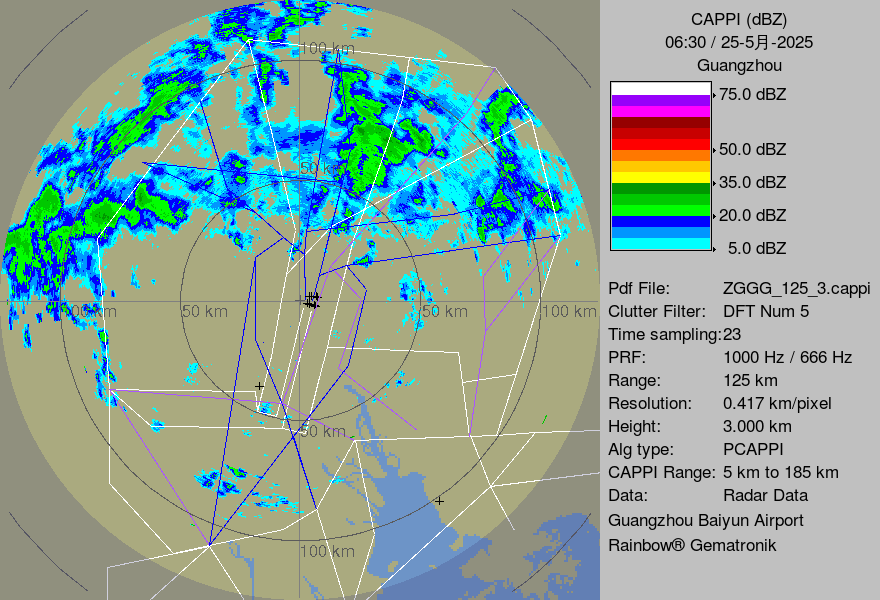 CAPPI (dBZ)
06:30 / 25-5月-2025
Guangzhou
75.0 dBZ
50.0 dBZ
35.0 dBZ
20.0 dBZ
5.0 dBZ
Pdf File: ZGGG_125_3.cappi
Clutter Filter: DFT Num 5
Time sampling:23
PRF: 1000 Hz / 666 Hz
Range: 125 km
Resolution: 0.417 km/pixel
Height: 3.000 km
Alg type: PCAPPI
CAPPI Range: 5 km to 185 km
Data: Radar Data
Guangzhou Baiyun Airport
Rainbow® Gematronik
100 km
50 km
100 km
50 km
50 km
100 km
50 km
100 km